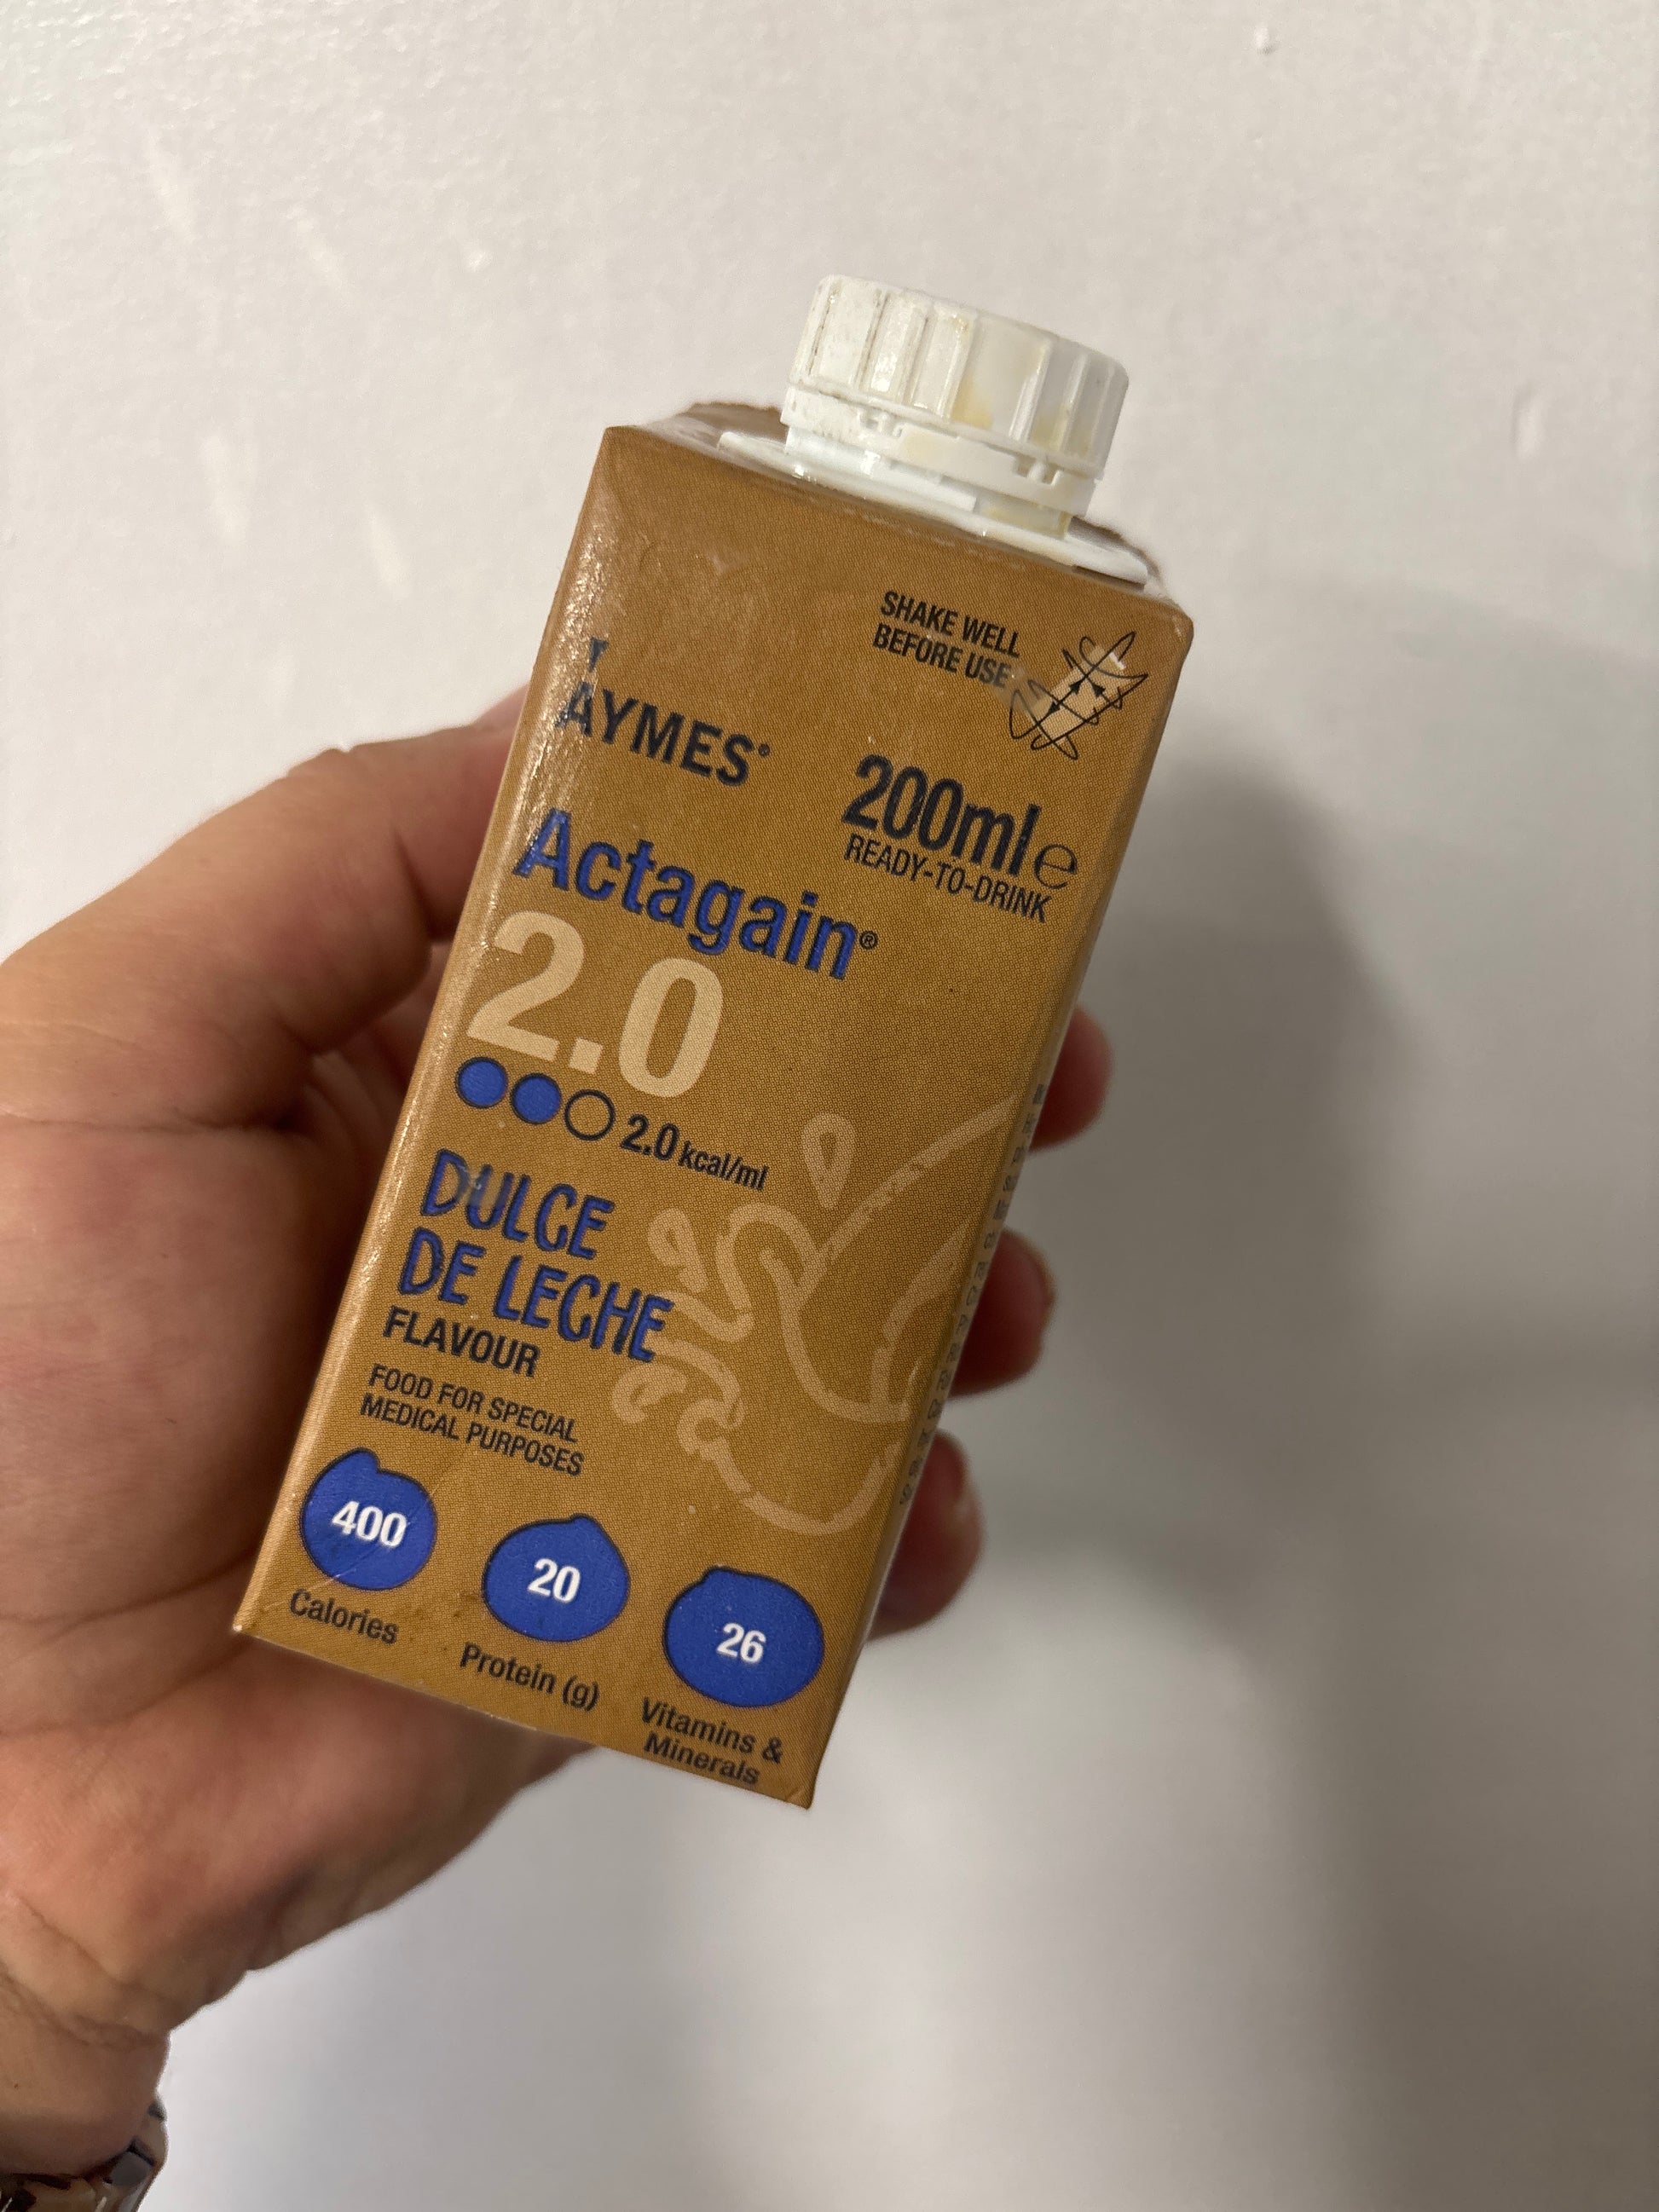 SHAKE WELL
BEFORE USE
AYMES®
200ml℮
READY-TO-DRINK
Actagain®
2.0
2.0 kcal/ml
DULCE
DE LECHE
FLAVOUR
FOOD FOR SPECIAL
MEDICAL PURPOSES
400
Calories
20
Protein (g)
26
Vitamins &
Minerals